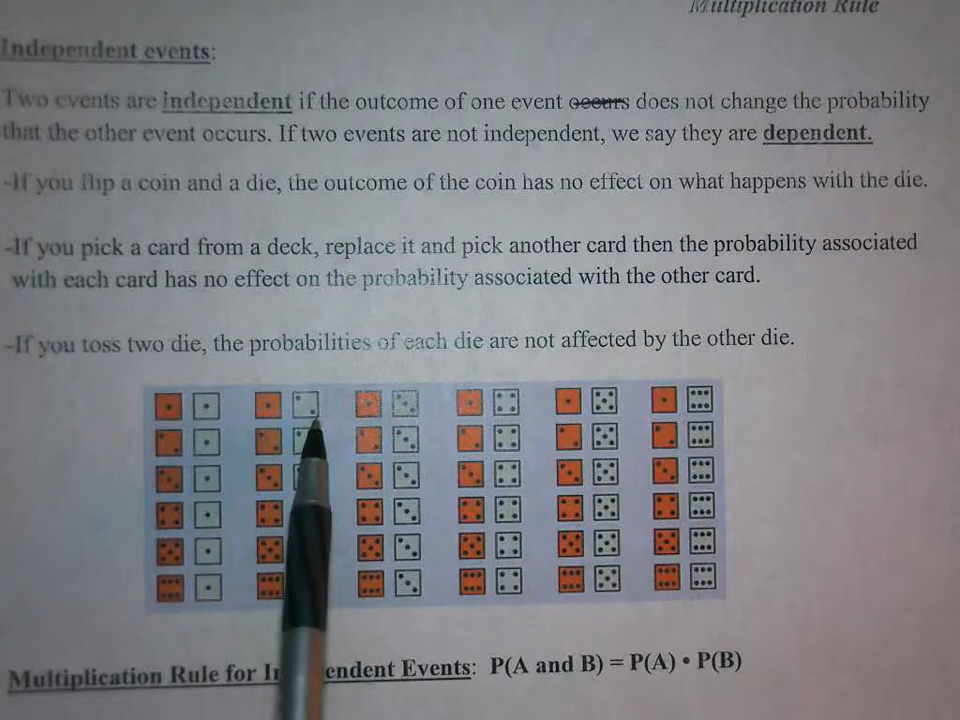 Multiplication Rule
Independent events:
Two events are independent if the outcome of one event occurs does not change the probability
that the other event occurs. If two events are not independent, we say they are dependent.
-If you flip a coin and a die, the outcome of the coin has no effect on what happens with the die.
-If you pick a card from a deck, replace it and pick another card then the probability associated
with each card has no effect on the probability associated with the other card.
-If you toss two die, the probabilities of each die are not affected by the other die.
Multiplication Rule for Events: P(A and B) = P(A) • P(B)